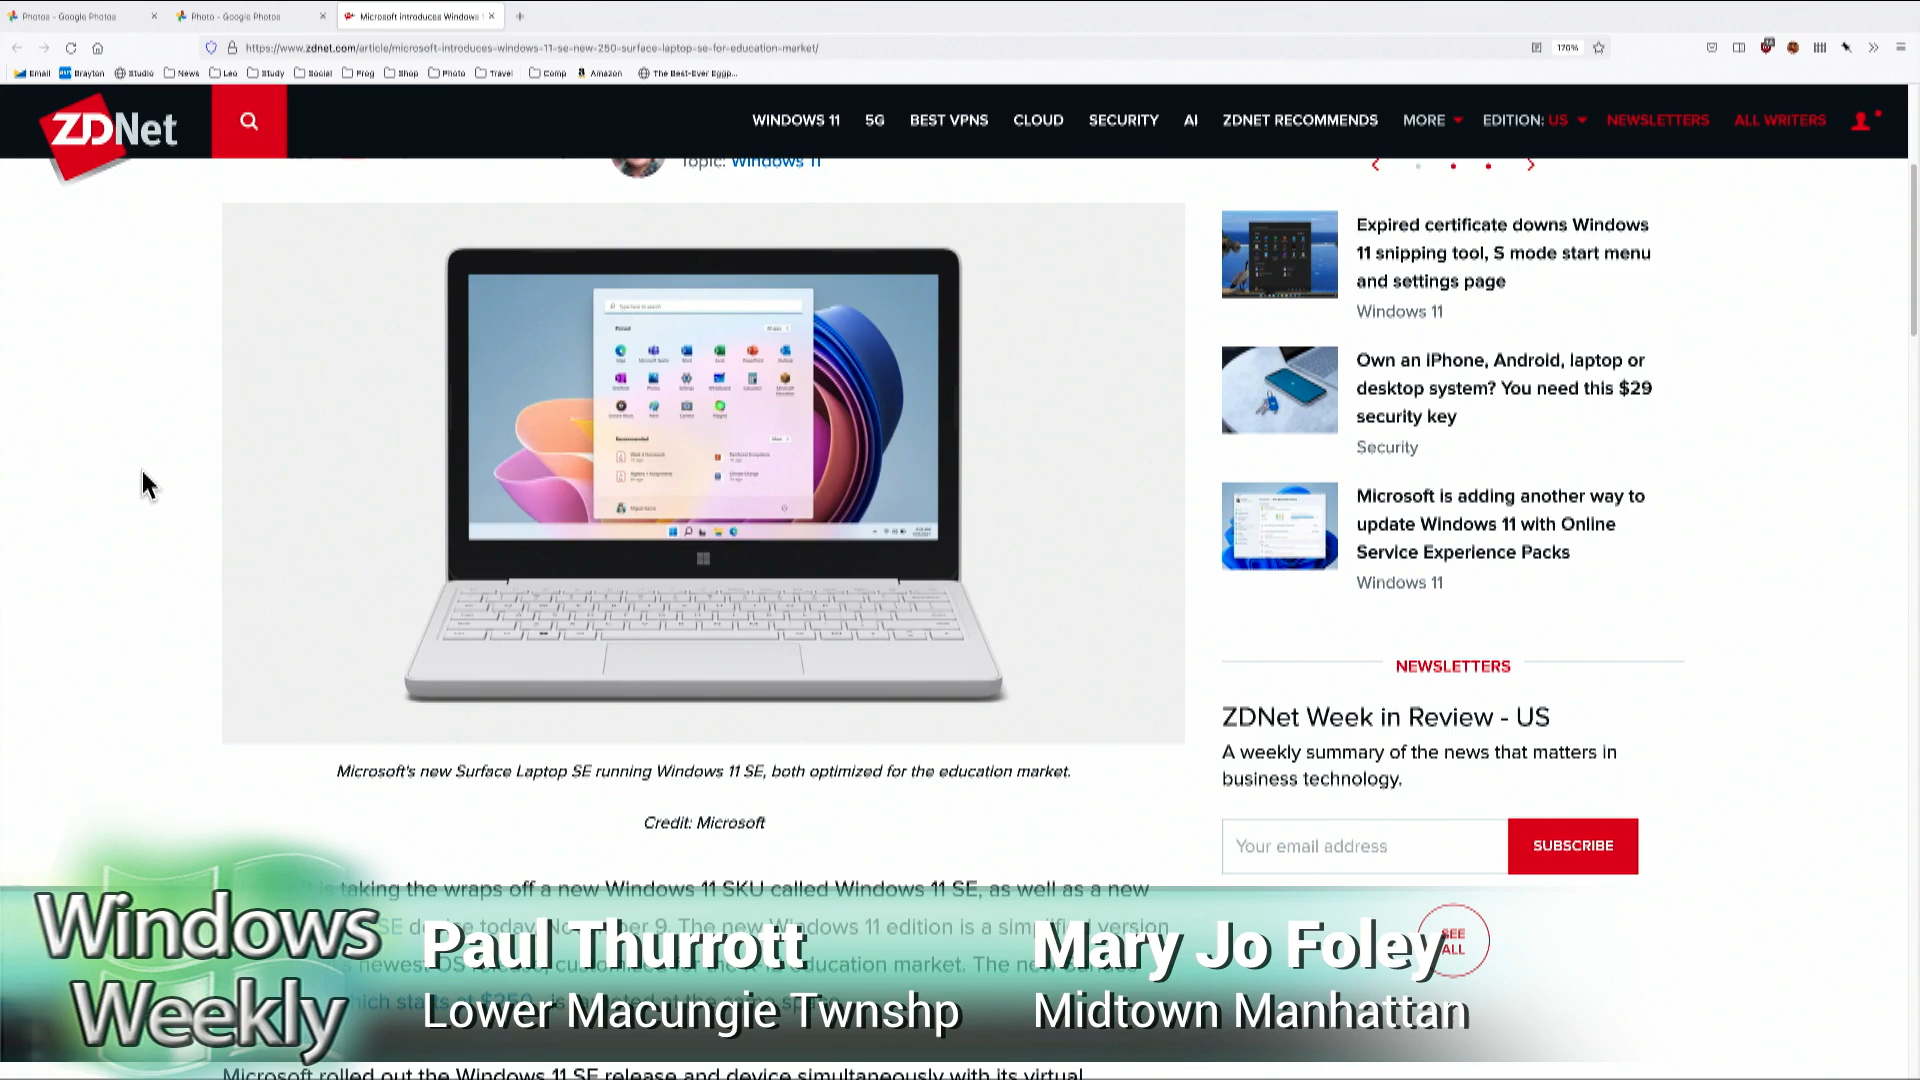 Photos - Google Photos
Photo - Google Photos
Microsoft introduces Windows 1
https://www.zdnet.com/article/microsoft-introduces-windows-11-se-new-250-surface-laptop-se-for-education-market/
170%
Email Brayton Studio News Leo Study Social Prog Shop Photo Travel Comp Amazon The Best-Ever Eggp...
ZDNet
WINDOWS 11 5G BEST VPNS CLOUD SECURITY AI ZDNET RECOMMENDS MORE EDITION: US NEWSLETTERS ALL WRITERS
Topic: Windows 11
Type here to search
Pinned
Recommended
Microsoft's new Surface Laptop SE running Windows 11 SE, both optimized for the education market.
Credit: Microsoft
is taking the wraps off a new Windows 11 SKU called Windows 11 SE, as well as a new
SE device today, November 9. The new Windows 11 edition is a simplified version
newest OS release, customized for the education market. The new
which starts at $250, is
Microsoft rolled out the Windows 11 SE release and device simultaneously with its virtual
Expired certificate downs Windows
11 snipping tool, S mode start menu
and settings page
Windows 11
Own an iPhone, Android, laptop or
desktop system? You need this $29
security key
Security
Microsoft is adding another way to
update Windows 11 with Online
Service Experience Packs
Windows 11
NEWSLETTERS
ZDNet Week in Review - US
A weekly summary of the news that matters in
business technology.
Your email address
SUBSCRIBE
SEE
ALL
Windows
Weekly
Paul Thurrott
Lower Macungie Twnshp
Mary Jo Foley
Midtown Manhattan